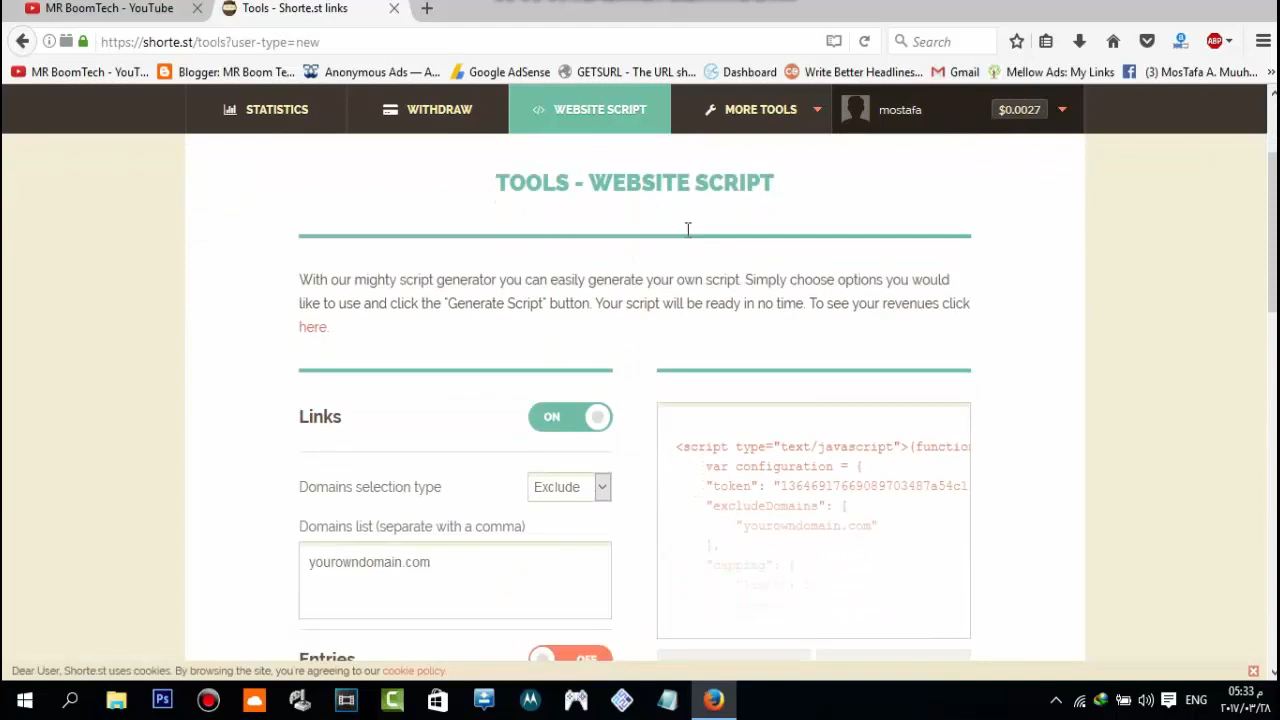 MR BoomTech - YouTube
Tools - Shorte.st links
https://shorte.st/tools?user-type=new
Search
ABP
MR BoomTech - YouT...
Blogger: MR Boom Te...
Anonymous Ads — A...
Google AdSense
GETSURL - The URL sh...
Dashboard
Write Better Headlines...
Gmail
Mellow Ads: My Links
(3) MosTafa A. Muuh...
STATISTICS
WITHDRAW
WEBSITE SCRIPT
MORE TOOLS
mostafa
$0.0027
TOOLS - WEBSITE SCRIPT
With our mighty script generator you can easily generate your own script. Simply choose options you would
like to use and click the "Generate Script" button. Your script will be ready in no time. To see your revenues click
here.
Links
ON
Domains selection type
Exclude
Domains list (separate with a comma)
yourowndomain.com
Entries
OFF
<script type="text/javascript">(function
var configuration = {
"token": "13646917669089703487a54c1
"excludeDomains": [
"yourowndomain.com"
],
"capping": {
Dear User, Shorte.st uses cookies. By browsing the site, you're agreeing to our cookie policy.
Ps
ENG
05:33 م
٢٠١٧/٠٣/٢٨